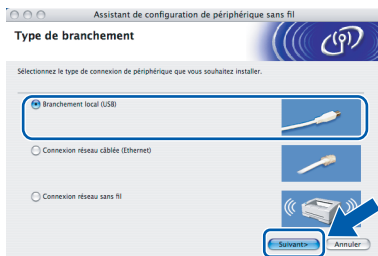 Assistant de configuration de périphérique sans fil
Type de branchement
Sélectionnez le type de connexion de périphérique que vous souhaitez installer.
Branchement local (USB)
Connexion réseau câblée (Ethernet)
Connexion réseau sans fil
Suivant>
Annuler